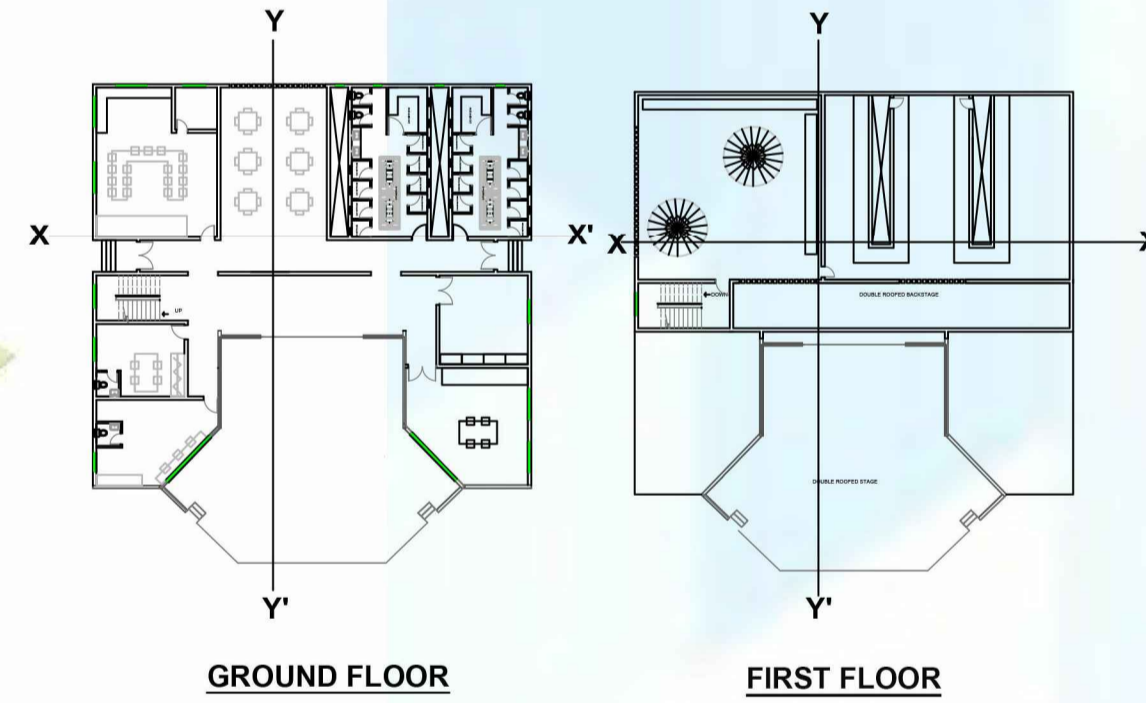 Y
X
X'
UP
Y'
GROUND FLOOR
Y
X
X
DOWN
DOUBLE ROOFED BACKSTAGE
DOUBLE ROOFED STAGE
Y'
FIRST FLOOR